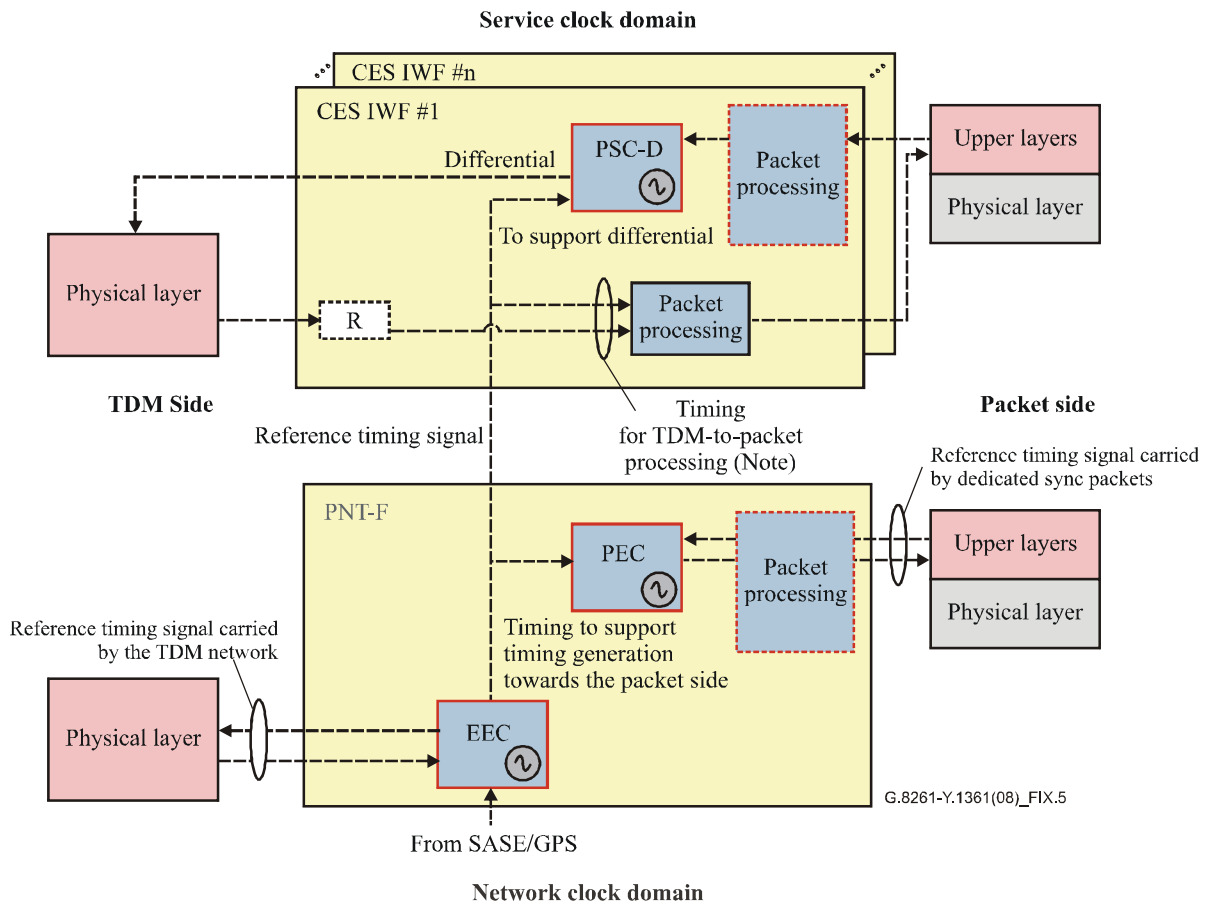 Service clock domain
CES IWF #n
CES IWF #1
Differential
PSC-D
Packet
processing
Upper layers
Physical layer
To support differential
Physical layer
R
Packet
processing
TDM Side
Reference timing signal
Timing
for TDM-to-packet
processing (Note)
Packet side
Reference timing signal carried
by dedicated sync packets
PNT-F
PEC
Packet
processing
Upper layers
Physical layer
Reference timing signal carried
by the TDM network
Timing to support
timing generation
towards the packet side
Physical layer
EEC
G.8261-Y.1361(08)_FIX.5
From SASE/GPS
Network clock domain